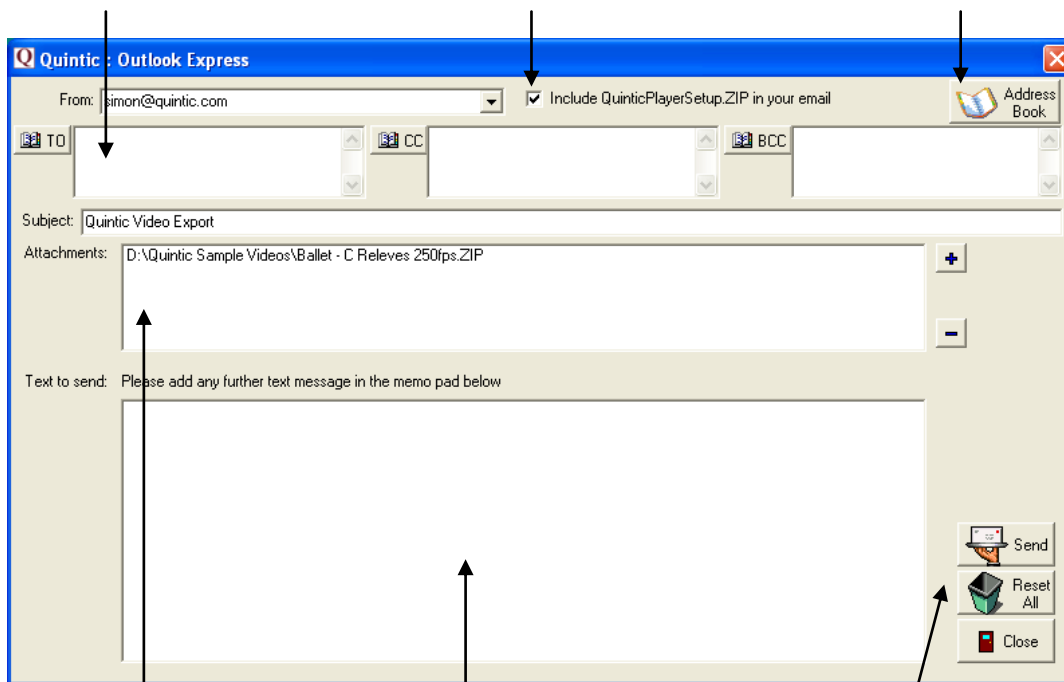 Quintic : Outlook Express
From: simon@quintic.com
Include QuinticPlayerSetup.ZIP in your email
Address Book
TO
CC
BCC
Subject: Quintic Video Export
Attachments: D:\Quintic Sample Videos\Ballet - C Releves 250fps.ZIP
Text to send: Please add any further text message in the memo pad below
Send
Reset All
Close